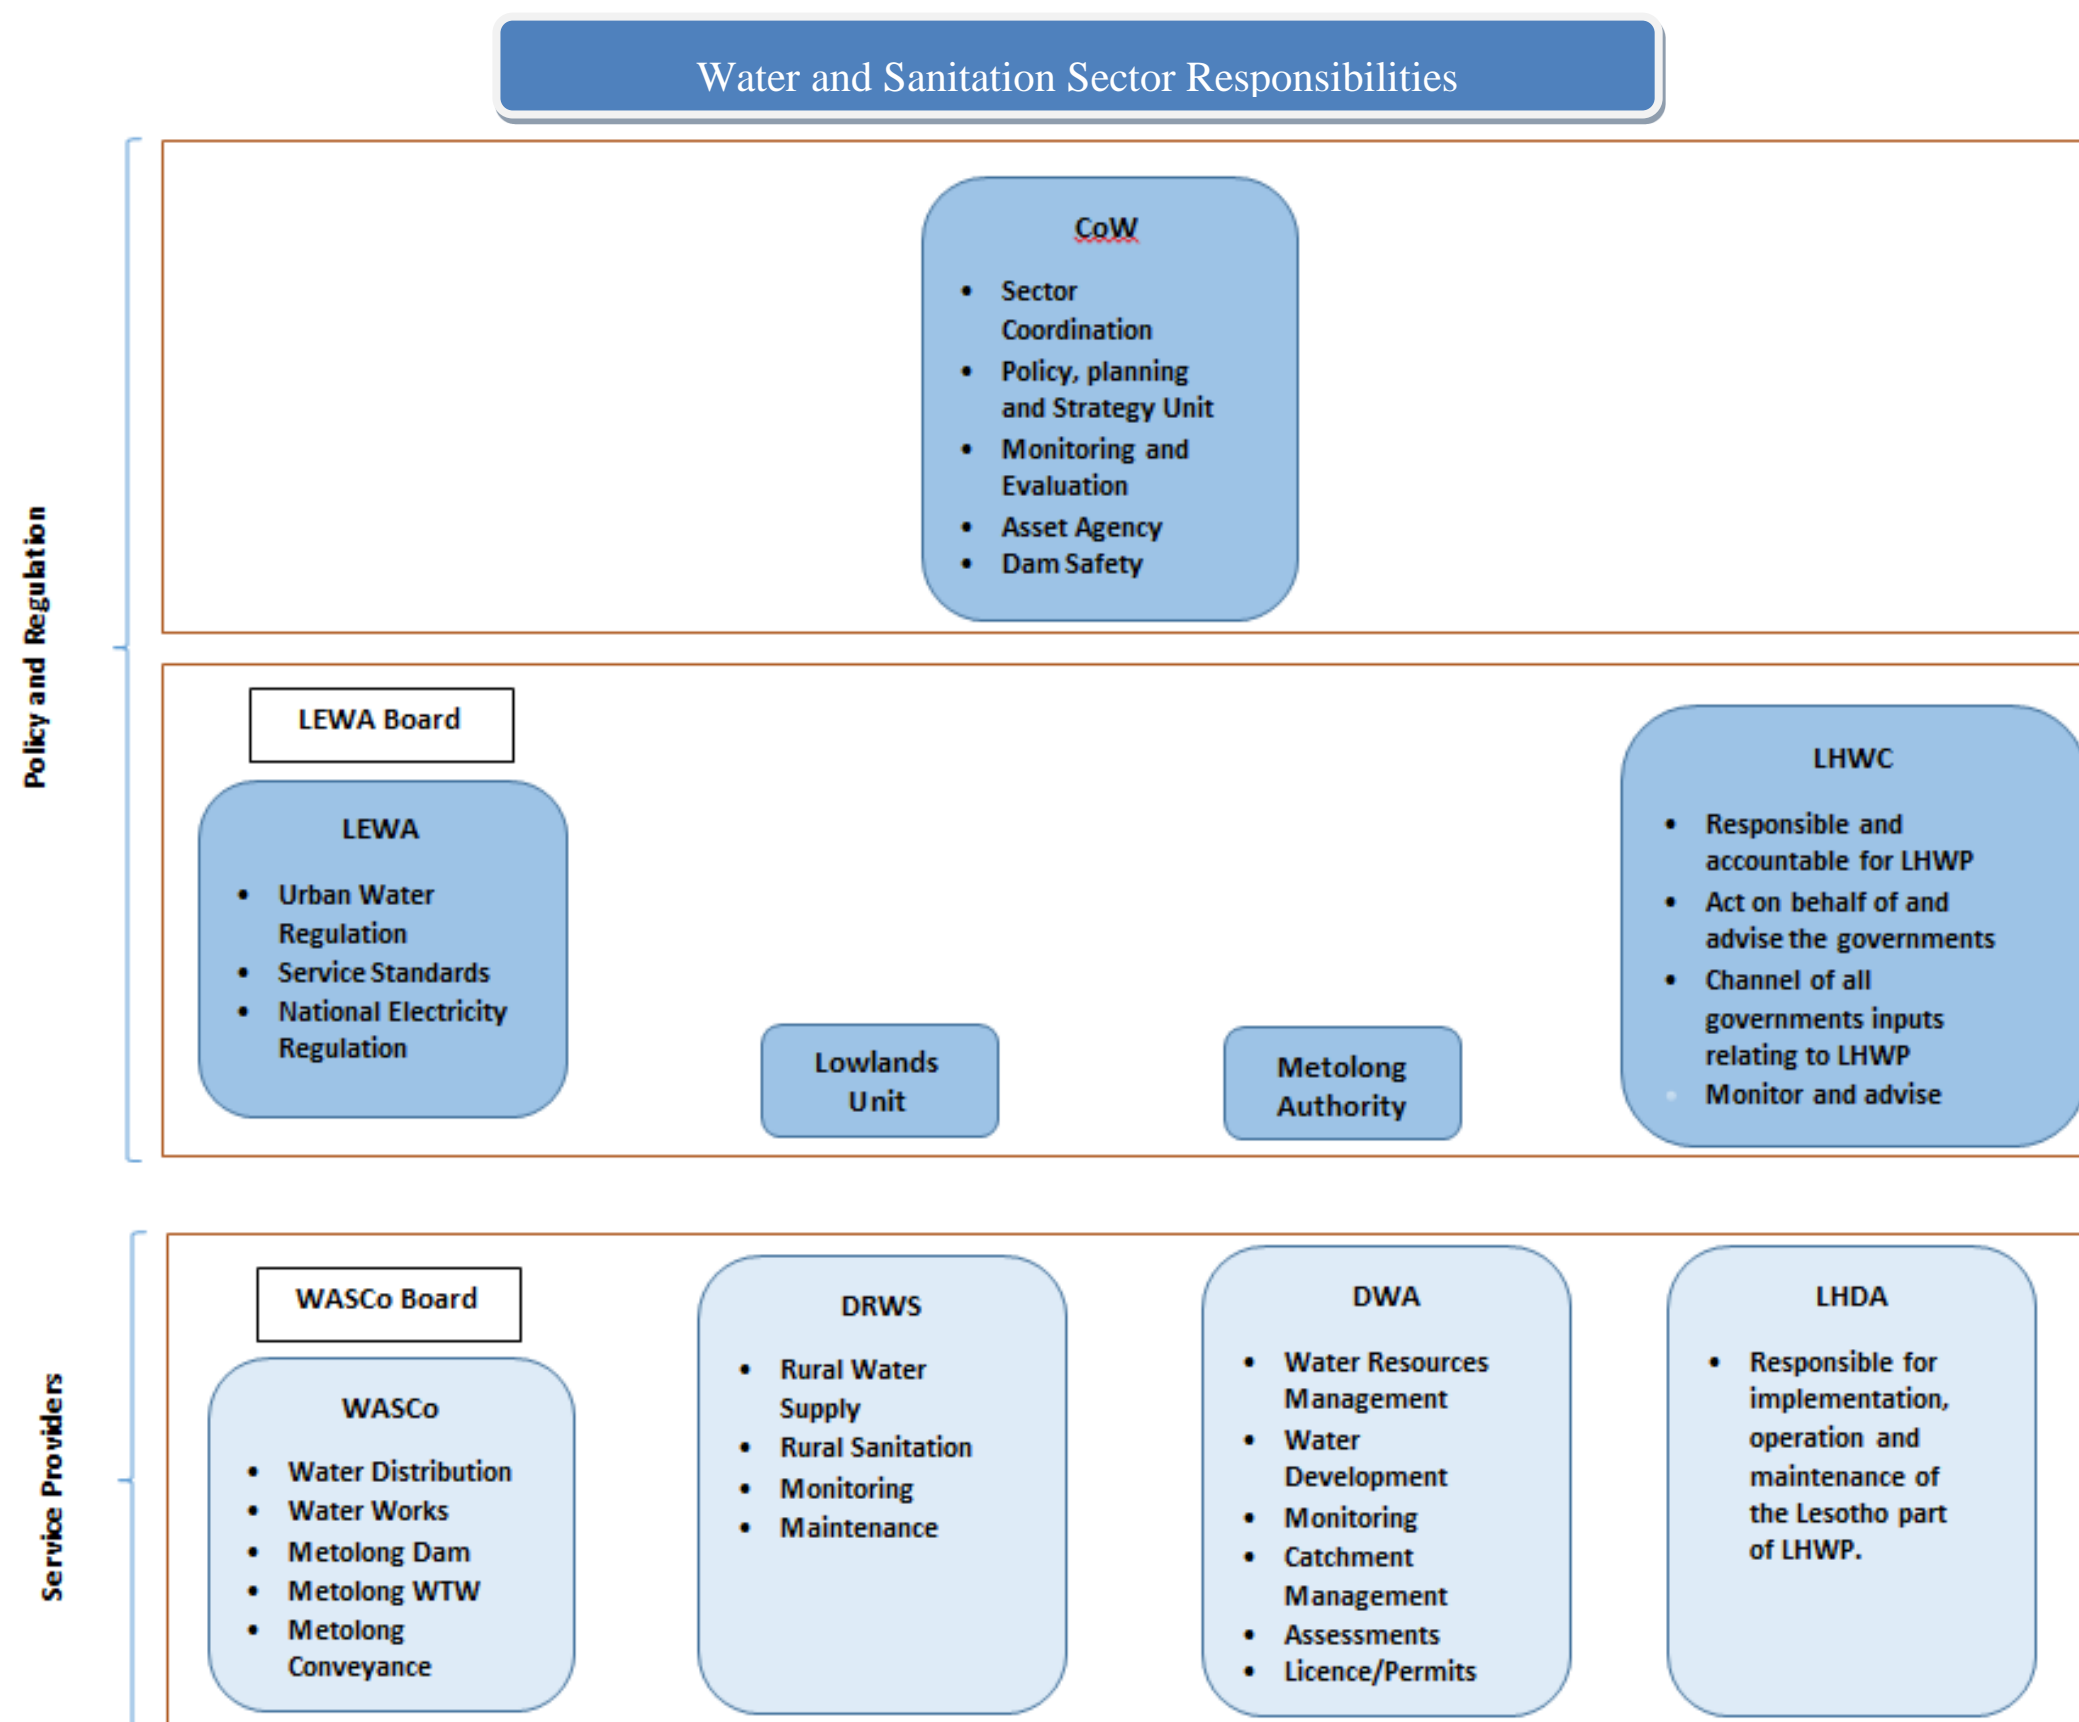 Water and Sanitation Sector Responsibilities
Policy and Regulation
CoW
• Sector
Coordination
• Policy, planning
and Strategy Unit
• Monitoring and
Evaluation
• Asset Agency
• Dam Safety
LEWA Board
LEWA
• Urban Water
Regulation
• Service Standards
• National Electricity
Regulation
Lowlands
Unit
Metolong
Authority
LHWC
• Responsible and
accountable for LHWP
• Act on behalf of and
advise the governments
• Channel of all
governments inputs
relating to LHWP
• Monitor and advise
Service Providers
WASCo Board
WASCo
• Water Distribution
• Water Works
• Metolong Dam
• Metolong WTW
• Metolong
Conveyance
DRWS
• Rural Water
Supply
• Rural Sanitation
• Monitoring
• Maintenance
DWA
• Water Resources
Management
• Water
Development
• Monitoring
• Catchment
Management
• Assessments
• Licence/Permits
LHDA
• Responsible for
implementation,
operation and
maintenance of
the Lesotho part
of LHWP.